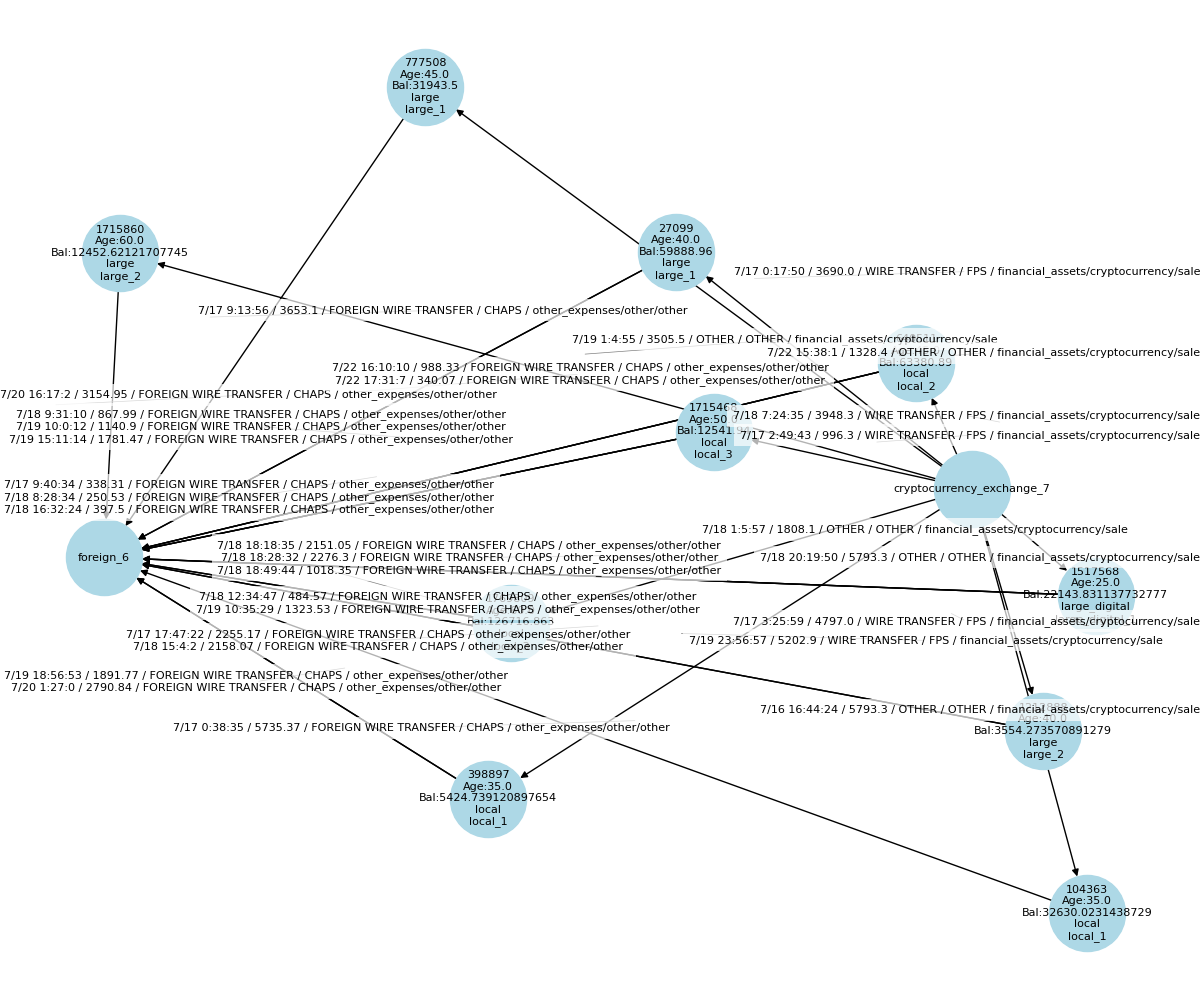 777508
Age:45.0
Bal:31943.5
large
large_1
1715860
Age:60.0
Bal:12452.62121707745
large
large_2
27099
Age:40.0
Bal:59888.96
large
large_1
7/17 0:17:50 / 3690.0 / WIRE TRANSFER / FPS / financial_assets/cryptocurrency/sale
7/17 9:13:56 / 3653.1 / FOREIGN WIRE TRANSFER / CHAPS / other_expenses/other/other
7/19 1:4:55 / 3505.5 / OTHER / OTHER / financial_assets/cryptocurrency/sale
7/22 15:38:1 / 1328.4 / OTHER / OTHER / financial_assets/cryptocurrency/sale
Bal:63380.89
local
local_2
7/22 16:10:10 / 988.33 / FOREIGN WIRE TRANSFER / CHAPS / other_expenses/other/other
7/22 17:31:7 / 340.07 / FOREIGN WIRE TRANSFER / CHAPS / other_expenses/other/other
7/20 16:17:2 / 3154.95 / FOREIGN WIRE TRANSFER / CHAPS / other_expenses/other/other
7/18 9:31:10 / 867.99 / FOREIGN WIRE TRANSFER / CHAPS / other_expenses/other/other
7/19 10:0:12 / 1140.9 / FOREIGN WIRE TRANSFER / CHAPS / other_expenses/other/other
7/19 15:11:14 / 1781.47 / FOREIGN WIRE TRANSFER / CHAPS / other_expenses/other/other
local
local_3
7/18 7:24:35 / 3948.3 / WIRE TRANSFER / FPS / financial_assets/cryptocurrency/sale
7/17 2:49:43 / 996.3 / WIRE TRANSFER / FPS / financial_assets/cryptocurrency/sale
cryptocurrency_exchange_7
7/17 9:40:34 / 338.31 / FOREIGN WIRE TRANSFER / CHAPS / other_expenses/other/other
7/18 8:28:34 / 250.53 / FOREIGN WIRE TRANSFER / CHAPS / other_expenses/other/other
7/18 16:32:24 / 397.5 / FOREIGN WIRE TRANSFER / CHAPS / other_expenses/other/other
foreign_6
7/18 1:5:57 / 1808.1 / OTHER / OTHER / financial_assets/cryptocurrency/sale
7/18 18:18:35 / 2151.05 / FOREIGN WIRE TRANSFER / CHAPS / other_expenses/other/other
7/18 18:28:32 / 2276.3 / FOREIGN WIRE TRANSFER / CHAPS / other_expenses/other/other
7/18 18:49:44 / 1018.35 / FOREIGN WIRE TRANSFER / CHAPS / other_expenses/other/other
7/18 20:19:50 / 5793.3 / OTHER / OTHER / financial_assets/cryptocurrency/sale
1517568
Age:25.0
Bal:22143.831137732777
large_digital
7/18 12:34:47 / 484.57 / FOREIGN WIRE TRANSFER / CHAPS / other_expenses/other/other
7/19 10:35:29 / 1323.53 / FOREIGN WIRE TRANSFER / CHAPS / other_expenses/other/other
Bal:126716.863
7/17 3:25:59 / 4797.0 / WIRE TRANSFER / FPS / financial_assets/cryptocurrency/sale
7/19 23:56:57 / 5202.9 / WIRE TRANSFER / FPS / financial_assets/cryptocurrency/sale
7/17 17:47:22 / 2255.17 / FOREIGN WIRE TRANSFER / CHAPS / other_expenses/other/other
7/18 15:4:2 / 2158.07 / FOREIGN WIRE TRANSFER / CHAPS / other_expenses/other/other
7/19 18:56:53 / 1891.77 / FOREIGN WIRE TRANSFER / CHAPS / other_expenses/other/other
7/20 1:27:0 / 2790.84 / FOREIGN WIRE TRANSFER / CHAPS / other_expenses/other/other
7/17 0:38:35 / 5735.37 / FOREIGN WIRE TRANSFER / CHAPS / other_expenses/other/other
7/16 16:44:24 / 5793.3 / OTHER / OTHER / financial_assets/cryptocurrency/sale
Age:40.0
Bal:3554.273570891279
large
large_2
398897
Age:35.0
Bal:5424.739120897654
local
local_1
104363
Age:35.0
Bal:32630.0231438729
local
local_1